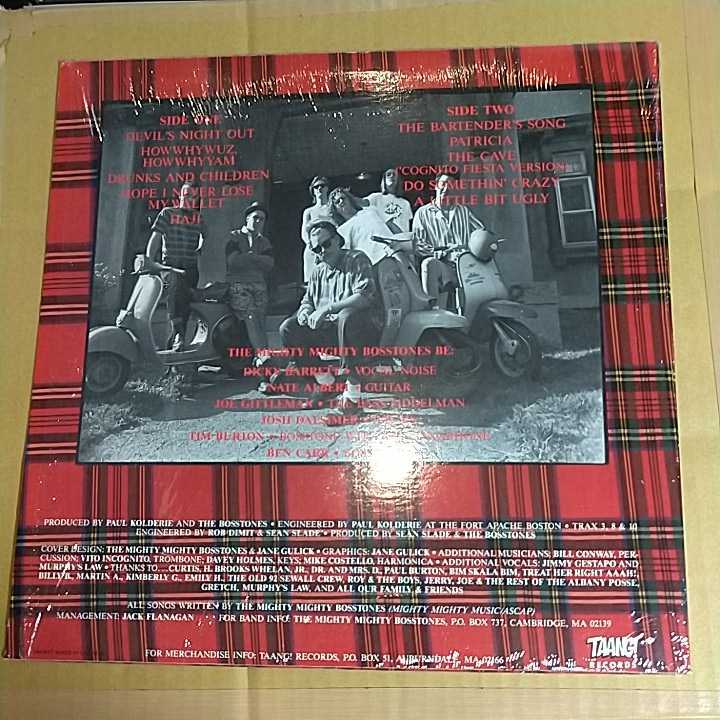 SIDE ONE
DEVIL'S NIGHT OUT
HOWWHYWUZ,
HOWWHYYAM
DRUNKS AND CHILDREN
HOPE I NEVER LOSE
MY WALLET
HAJI
SIDE TWO
THE BARTENDER'S SONG
PATRICIA
THE CAVE
(COGNITO FIESTA VERSION)
DO SOMETHIN' CRAZY
A LITTLE BIT UGLY
THE MIGHTY MIGHTY BOSSTONES BE:
DICKY BARRETT • VOCAL NOISE
NATE ALBERT • GUITAR
JOE GITTLEMAN • THE BASS FIDDLEMAN
JOSH DALSIMER •
TIM BURTON •
BEN CARR •
PRODUCED BY PAUL KOLDERIE AND THE BOSSTONES • ENGINEERED BY PAUL KOLDERIE AT THE FORT APACHE, BOSTON • TRAX 3, 8 & 10
ENGINEERED BY ROB DIMIT & SEAN SLADE • PRODUCED BY SEAN SLADE & THE BOSSTONES
COVER DESIGN: THE MIGHTY MIGHTY BOSSTONES & JANE GULICK • GRAPHICS: JANE GULICK • ADDITIONAL MUSICIANS: BILL CONWAY, PER-
CUSSION: VITO INCOGNITO, TROMBONE: DAVEY HOLMES, KEYS; MIKE COSTELLO, HARMONICA • ADDITIONAL VOCALS: JIMMY GESTAPO AND
MURPHY'S LAW • THANKS TO ... CURTIS, H. BROOKS WHELAN, JR., DR. AND MRS. D., PAUL BURTON, BIM SKALA BIM, TREAT HER RIGHT AAAH!,
BILLY B., MARTIN A., KIMBERLY G., EMILY H., THE OLD 92 SEWALL CREW, ROY & THE BOYS, JERRY, JOE & THE REST OF THE ALBANY POSSE,
GRETCH, MURPHY'S LAW, AND ALL OUR FAMILY & FRIENDS
ALL SONGS WRITTEN BY THE MIGHTY MIGHTY BOSSTONES (MIGHTY MIGHTY MUSIC/ASCAP)
MANAGEMENT: JACK FLANAGAN FOR BAND INFO: THE MIGHTY MIGHTY BOSSTONES, P.O. BOX 737, CAMBRIDGE, MA 02139
FOR MERCHANDISE INFO: TAANG! RECORDS, P.O. BOX 51, AUBURNDALE, MA 02166
TAANG!
RECORDS